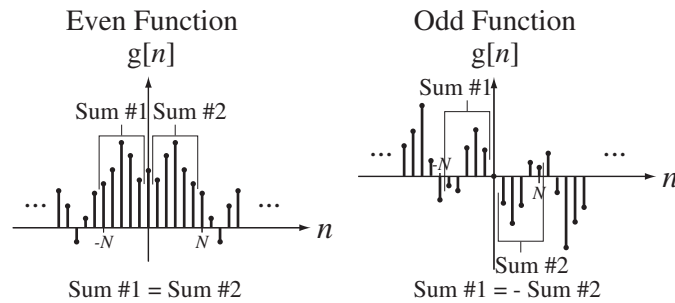 Even Function
g[n]
Sum #1
Sum #2
...
...
n
-N
N
Sum #1 = Sum #2
Odd Function
g[n]
Sum #1
...
...
-N
n
N
Sum #2
Sum #1 = - Sum #2